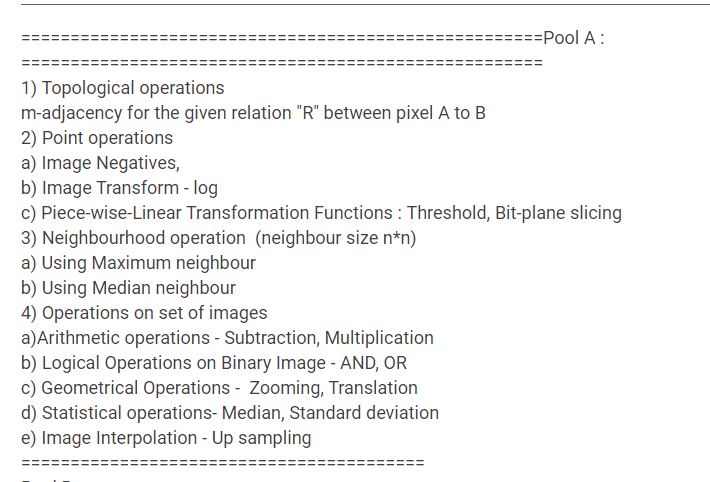 =====================================================Pool A :
=====================================================
1) Topological operations
m-adjacency for the given relation "R" between pixel A to B
2) Point operations
a) Image Negatives,
b) Image Transform - log
c) Piece-wise-Linear Transformation Functions : Threshold, Bit-plane slicing
3) Neighbourhood operation  (neighbour size n*n)
a) Using Maximum neighbour
b) Using Median neighbour
4) Operations on set of images
a)Arithmetic operations - Subtraction, Multiplication
b) Logical Operations on Binary Image - AND, OR
c) Geometrical Operations -  Zooming, Translation
d) Statistical operations- Median, Standard deviation
e) Image Interpolation - Up sampling
=========================================